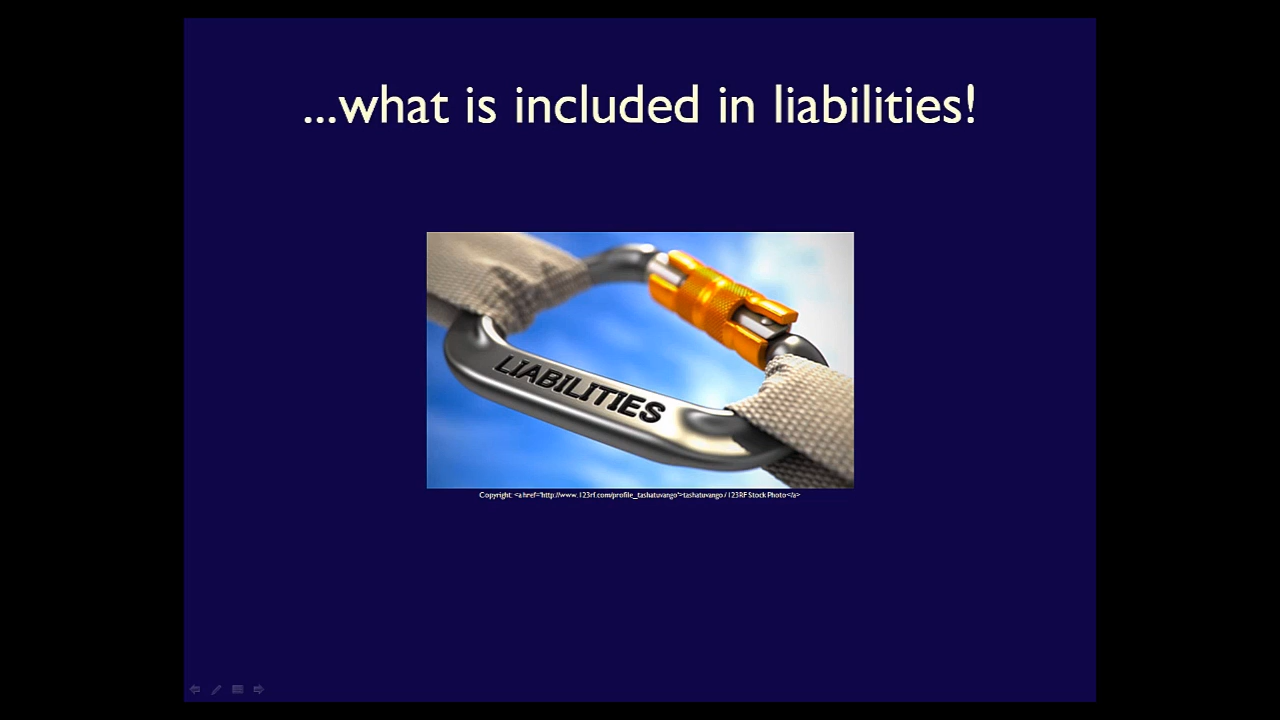 ...what is included in liabilities!
LIABILITIES
Copyright: <a href='http://www.123rf.com/profile_tashatuvango'>tashatuvango / 123RF Stock Photo</a>